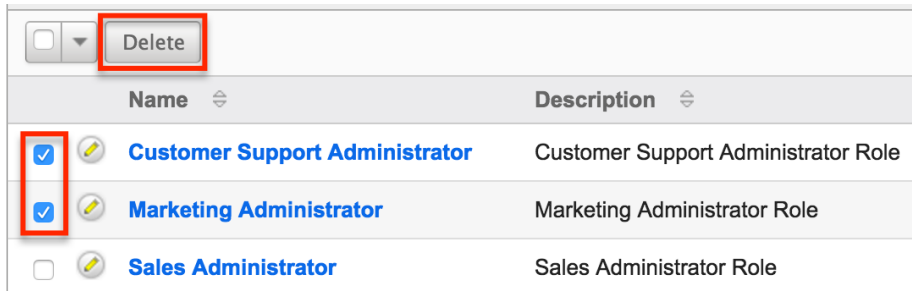 Delete
Name Description
Customer Support Administrator Customer Support Administrator Role
Marketing Administrator Marketing Administrator Role
Sales Administrator Sales Administrator Role